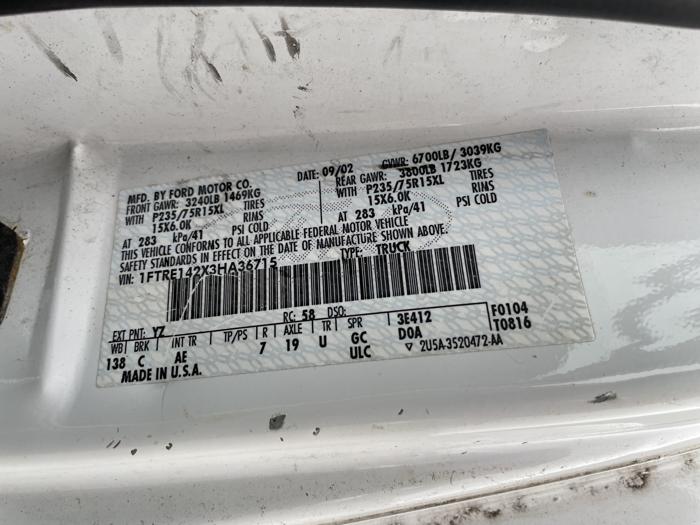 MFD. BY FORD MOTOR CO.
DATE: 09/02
GVWR: 6700LB/ 3039KG
FRONT GAWR: 3240LB 1469KG
REAR GAWR: 3800LB 1723KG
WITH P235/75R15XL TIRES
WITH P235/75R15XL TIRES
15X6.0K RINS
15X6.0K RINS
AT 283 kPa/41 PSI COLD
AT 283 kPa/41 PSI COLD
THIS VEHICLE CONFORMS TO ALL APPLICABLE FEDERAL MOTOR VEHICLE
SAFETY STANDARDS IN EFFECT ON THE DATE OF MANUFACTURE SHOWN ABOVE.
VIN: 1FTRE142X3HA36715
TYPE: TRUCK
EXT PNT: YZ RC: 58 DSO:
WB BRK INT TR TP/PS R AXLE TR SPR
138 C AE 7 19 U GC
ULC
3E412
DOA
F0104
T0816
MADE IN U.S.A.
▽ 2U5A-3520472-AA